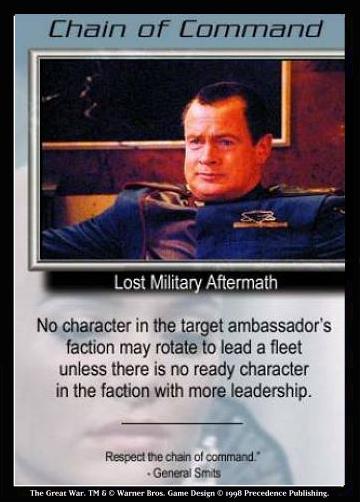 Chain of Command
Lost Military Aftermath
No character in the target ambassador's
faction may rotate to lead a fleet
unless there is no ready character
in the faction with more leadership.
Respect the chain of command."
- General Smits
The Great War. TM & © Warner Bros. Game Design © 1998 Precedence Publishing.